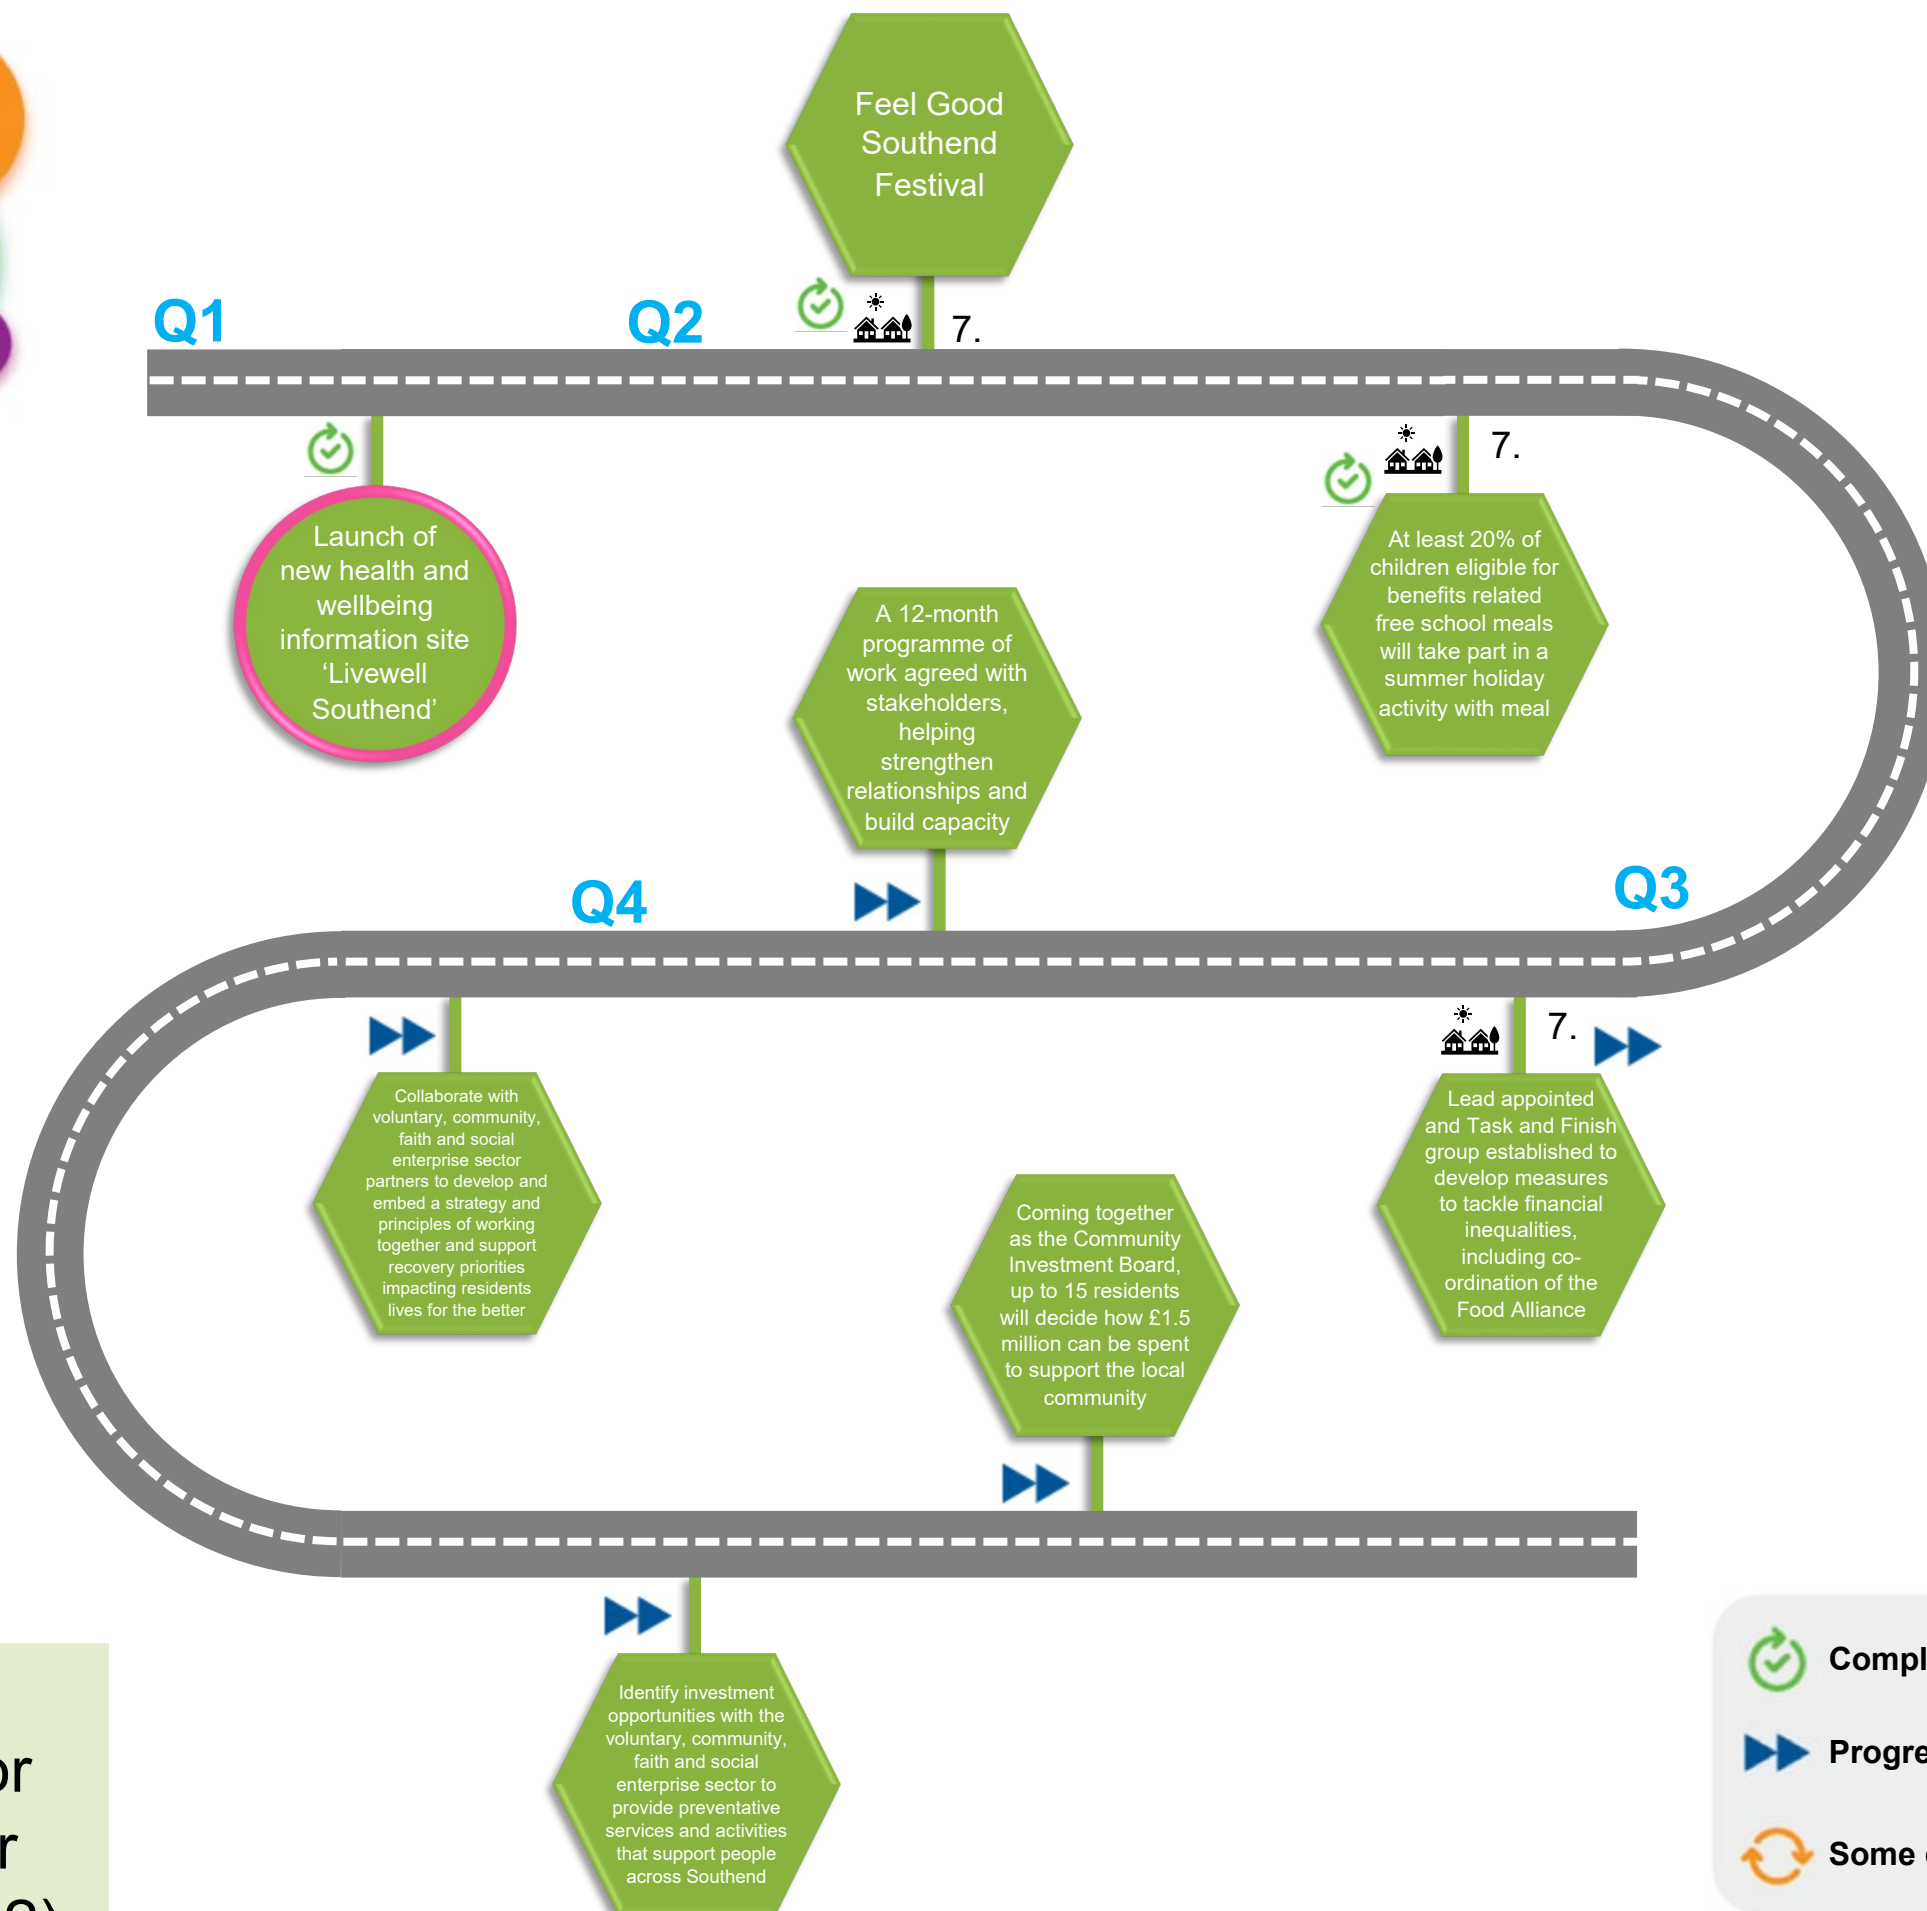 Feel Good
Southend
Festival
Q1
Q2
7.
7.
Launch of
new health and
wellbeing
information site
‘Livewell
Southend’
At least 20% of
children eligible for
benefits related
free school meals
will take part in a
summer holiday
activity with meal
A 12-month
programme of
work agreed with
stakeholders,
helping
strengthen
relationships and
build capacity
Q3
Q4
7.
Lead appointed
and Task and Finish
group established to
develop measures
to tackle financial
inequalities,
including co-
ordination of the
Food Alliance
Collaborate with
voluntary, community,
faith and social
enterprise sector
partners to develop and
embed a strategy and
principles of working
together and support
recovery priorities
impacting residents
lives for the better
Coming together
as the Community
Investment Board,
up to 15 residents
will decide how £1.5
million can be spent
to support the local
community
Identify investment
opportunities with the
voluntary, community,
faith and social
enterprise sector to
provide preventative
services and activities
that support people
across Southend
Compl
Progre
Some
or
r